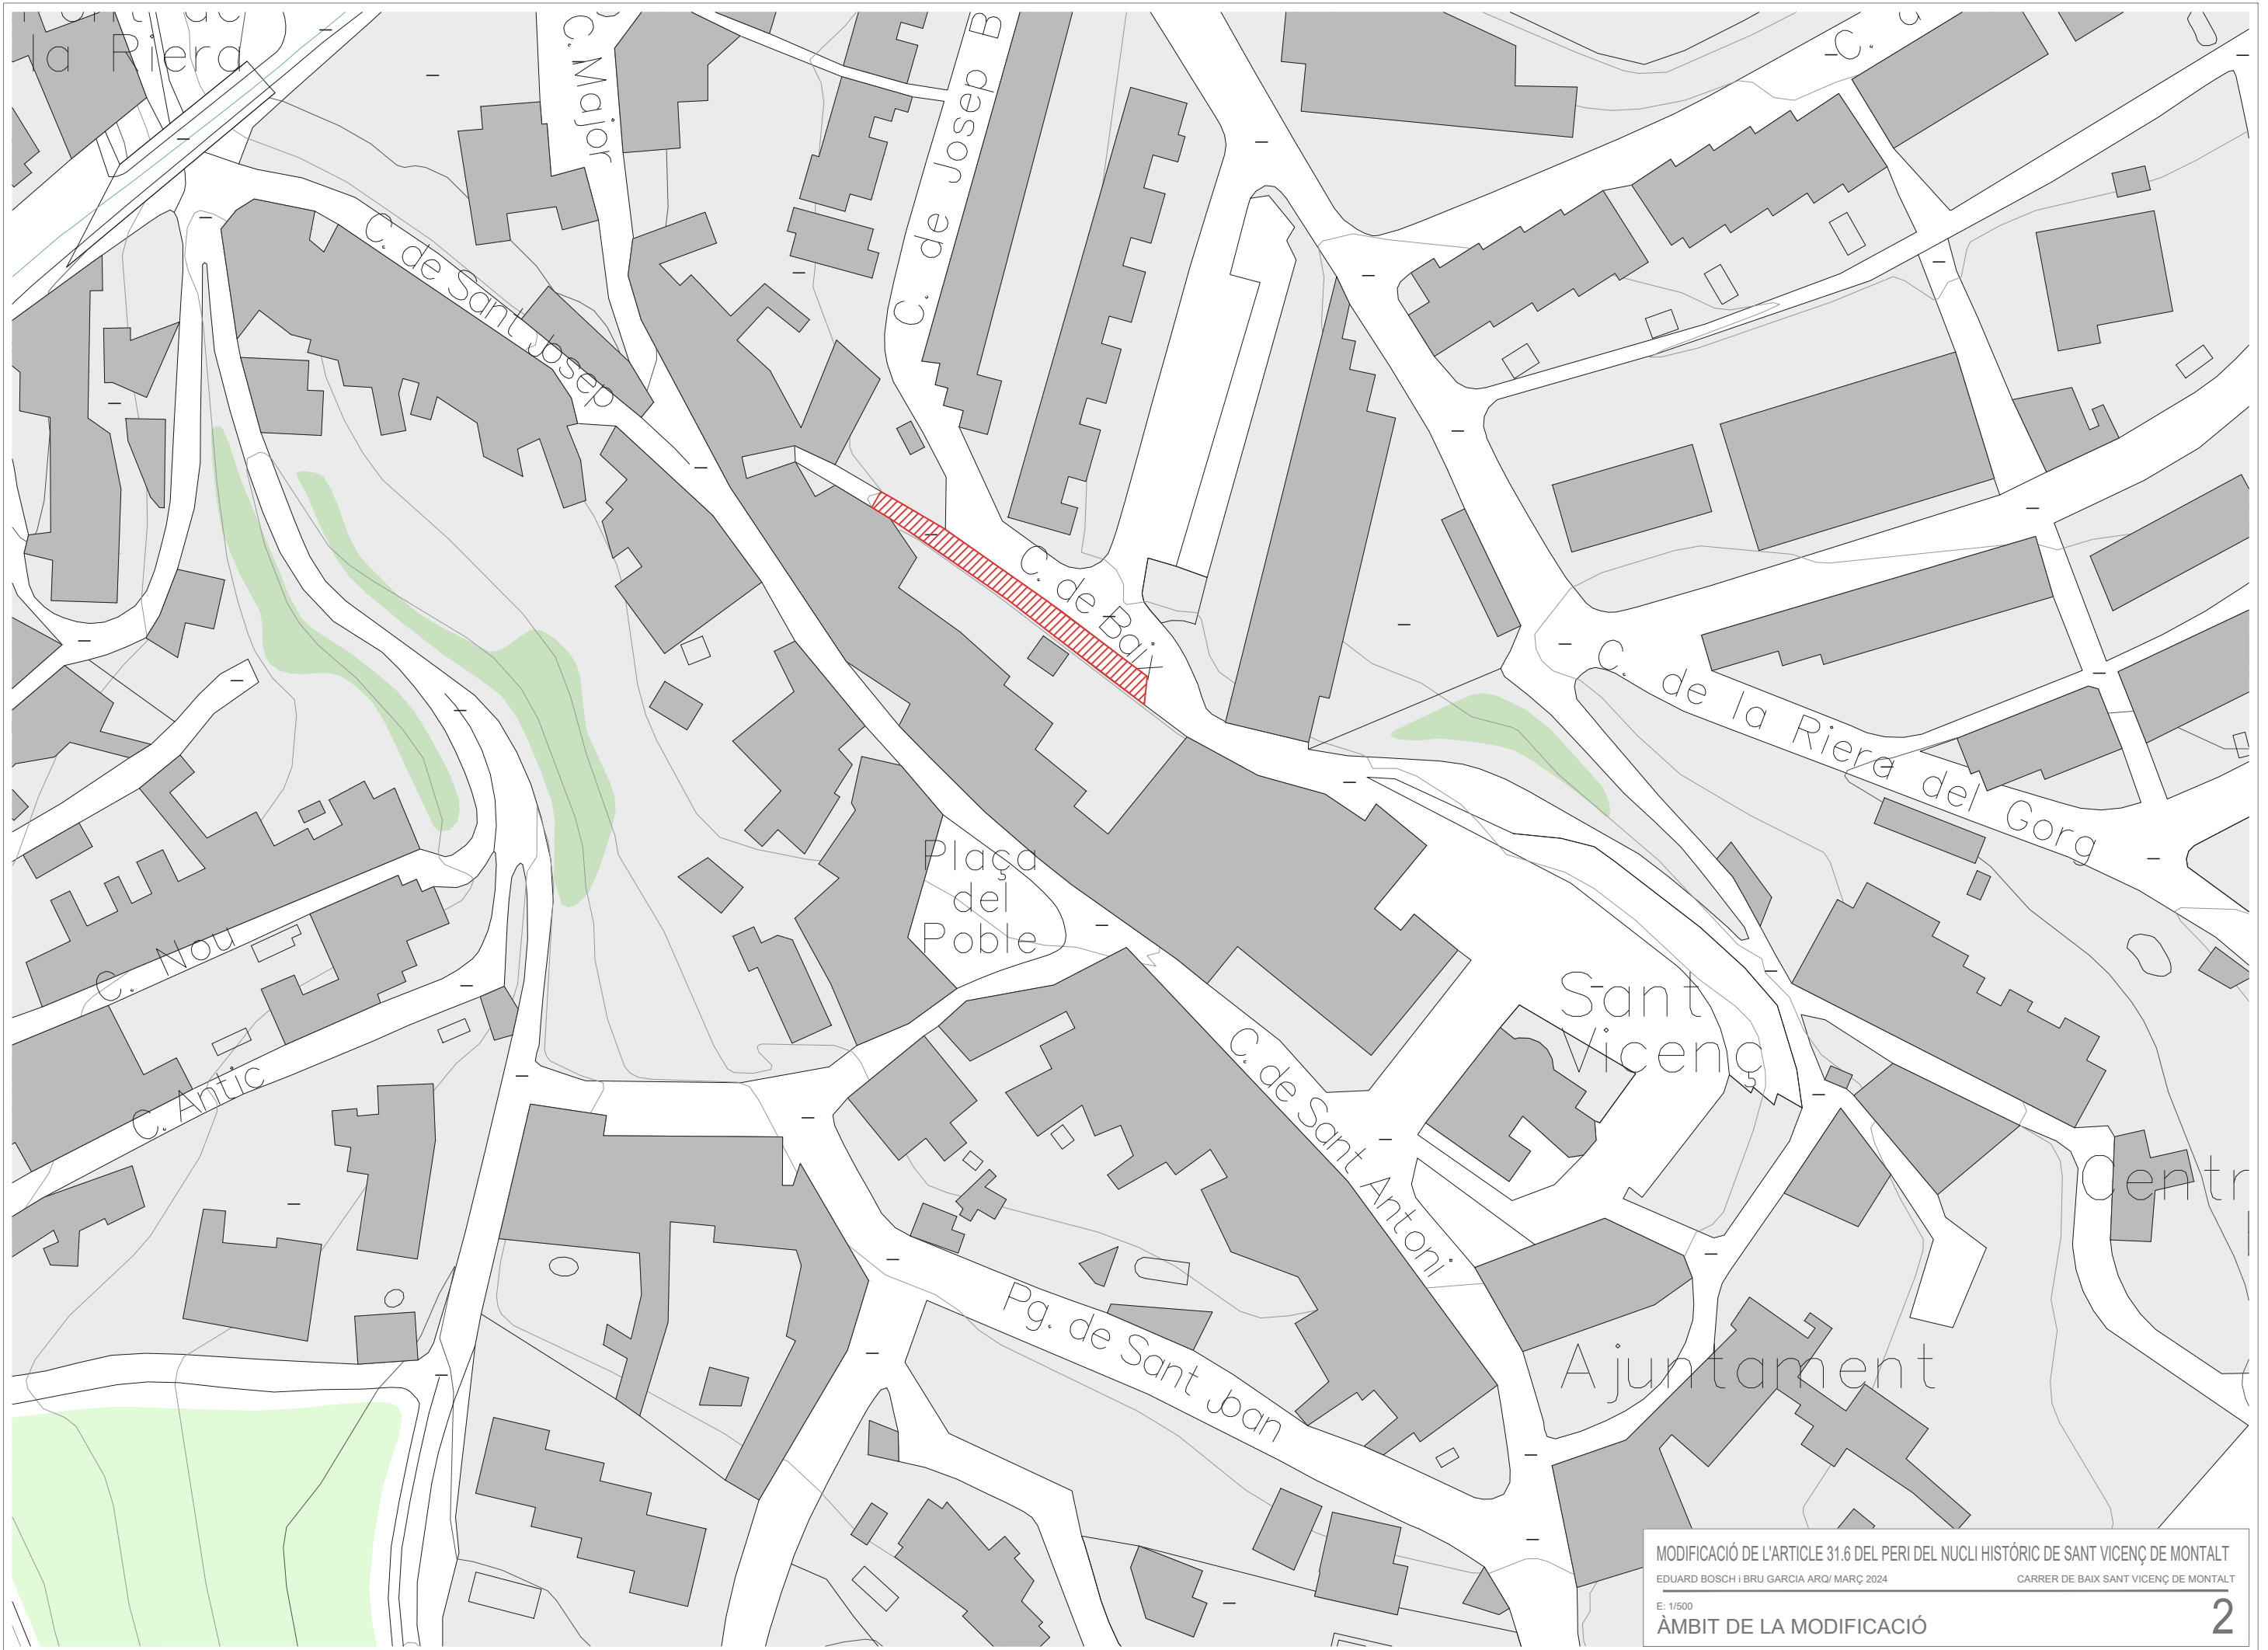 la Riera
C. Major
C. de Josep B
C.
C. de Sant Josep
C. de Baix
C. de la Riera del Gorg
Plaça
del
Poble
C. Nou
C. Antic
Sant
Vicenç
C. de Sant Antoni
Centr
Pg. de Sant Joan
Ajuntament
MODIFICACIÓ DE L'ARTICLE 31.6 DEL PERI DEL NUCLI HISTÓRIC DE SANT VICENÇ DE MONTALT
EDUARD BOSCH i BRU GARCIA ARQ/ MARÇ 2024 CARRER DE BAIX SANT VICENÇ DE MONTALT
E: 1/500
ÀMBIT DE LA MODIFICACIÓ 2